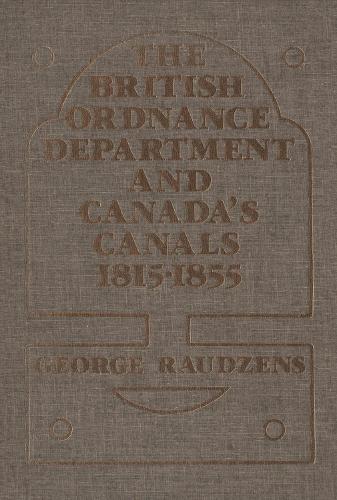 THE
BRITISH
ORDNANCE
DEPARTMENT
AND
CANADA'S
CANALS
1815-1855
GEORGE RAUDZENS